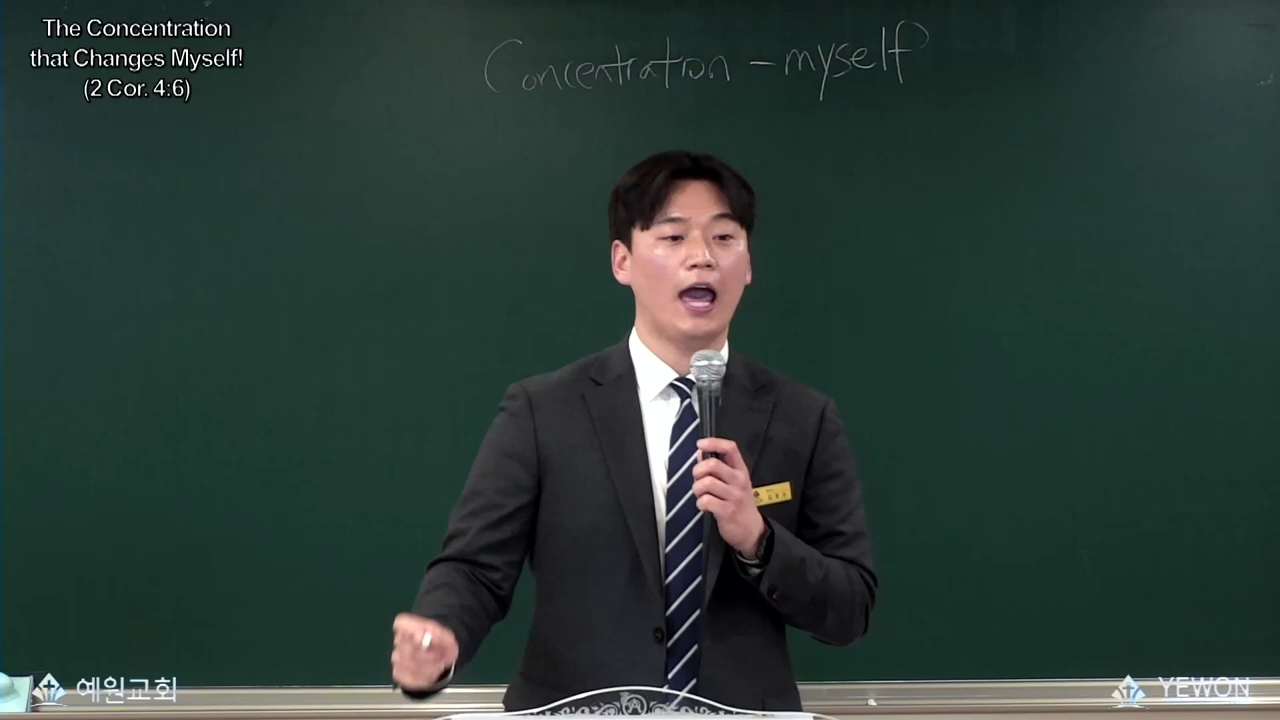 The Concentration
that Changes Myself!
(2 Cor. 4:6)
Concentration - myself
예원교회
YEWON